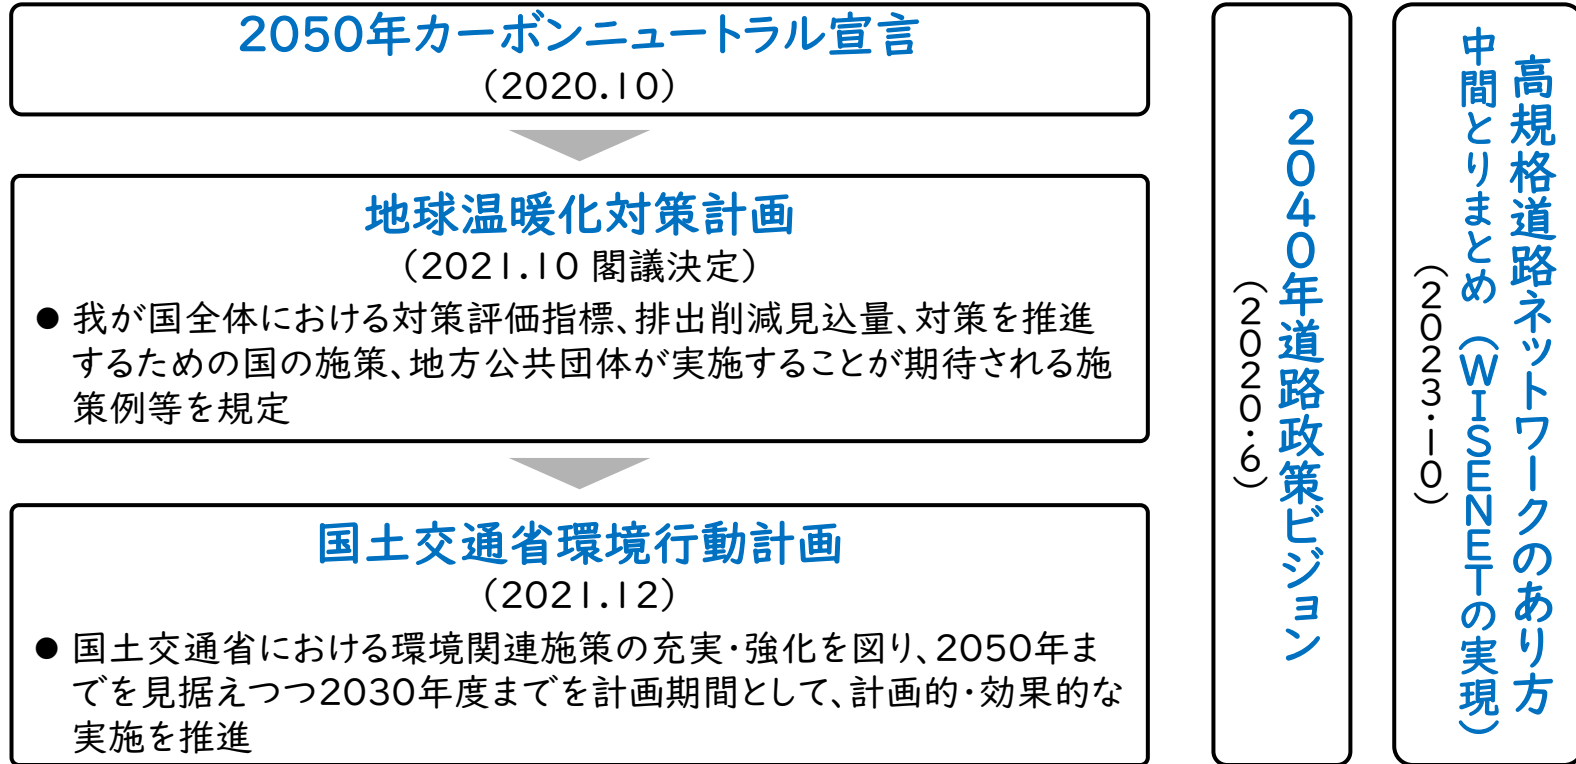 2050年カーボンニュートラル宣言
(2020.10)
地球温暖化対策計画
(2021.10 閣議決定)
● 我が国全体における対策評価指標、排出削減見込量、対策を推進
するための国の施策、地方公共団体が実施することが期待される施
策例等を規定
国土交通省環境行動計画
(2021.12)
● 国土交通省における環境関連施策の充実・強化を図り、2050年ま
でを見据えつつ2030年度までを計画期間として、計画的・効果的な
実施を推進
2040年道路政策ビジョン
(2020.6)
高規格道路ネットワークのあり方
中間とりまとめ (WISENETの実現)
(2023.10)